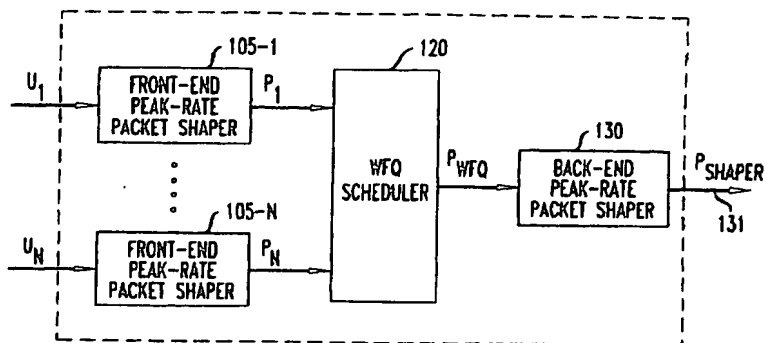 105-1
120
U1
FRONT-END
PEAK-RATE
PACKET SHAPER
P1
130
PWFQ
PSHAPER
WFQ
SCHEDULER
BACK-END
PEAK-RATE
PACKET SHAPER
131
105-N
UN
FRONT-END
PEAK-RATE
PACKET SHAPER
PN